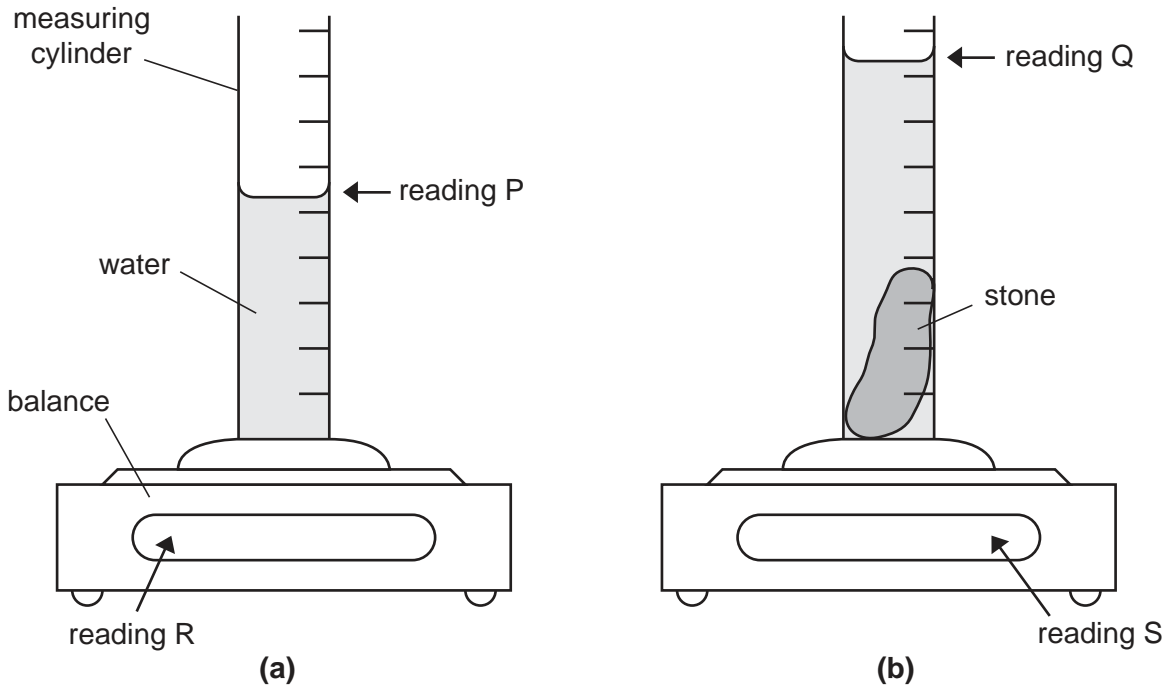 measuring
cylinder
reading P
water
balance
reading R
(a)
reading Q
stone
reading S
(b)